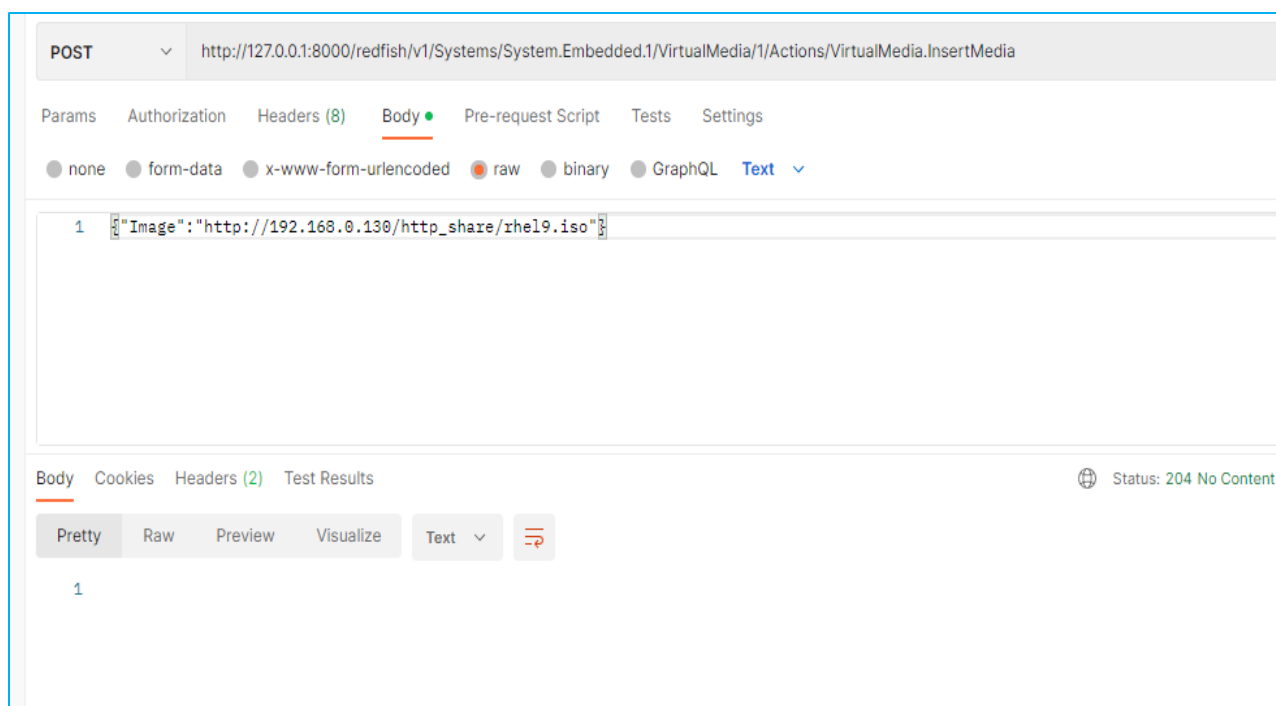 POST http://127.0.0.1:8000/redfish/v1/Systems/System.Embedded.1/VirtualMedia/1/Actions/VirtualMedia.InsertMedia
Params Authorization Headers (8) Body Pre-request Script Tests Settings
none form-data x-www-form-urlencoded raw binary GraphQL Text
1 {"Image":"http://192.168.0.130/http_share/rhel9.iso"}
Body Cookies Headers (2) Test Results Status: 204 No Content
Pretty Raw Preview Visualize Text
1